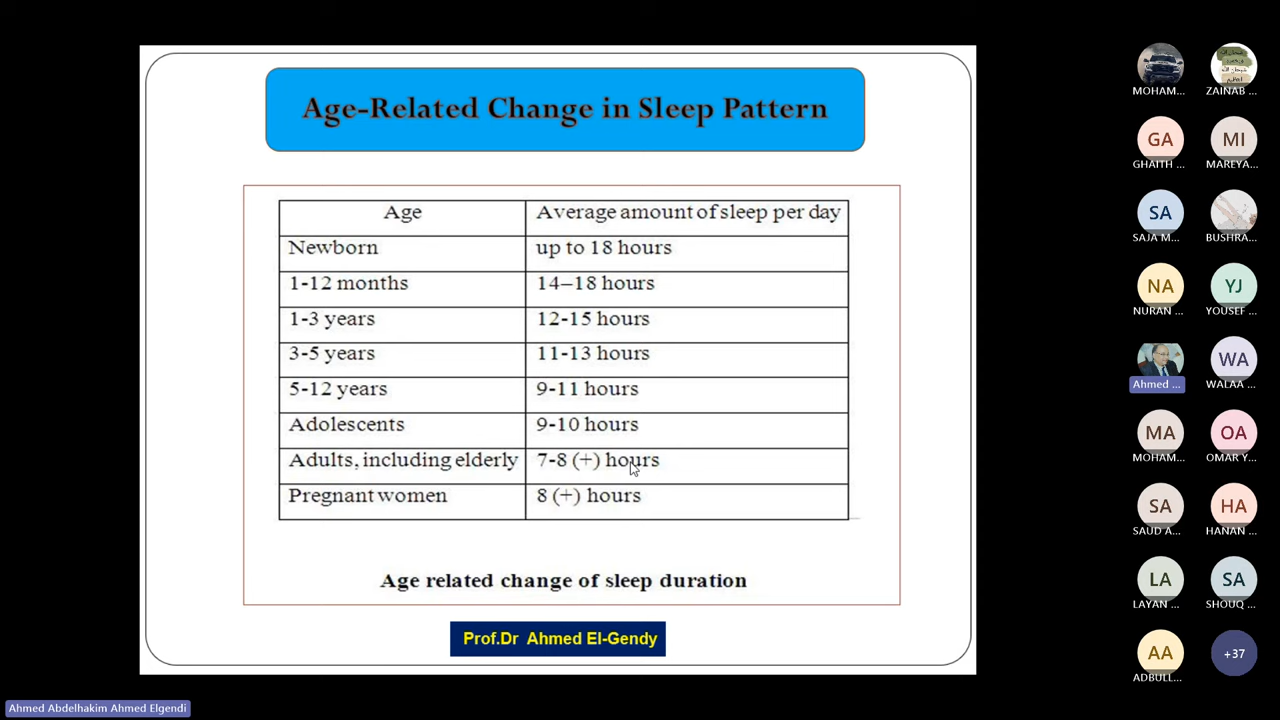 Age-Related Change in Sleep Pattern
Age Average amount of sleep per day
Newborn up to 18 hours
1-12 months 14–18 hours
1-3 years 12-15 hours
3-5 years 11-13 hours
5-12 years 9-11 hours
Adolescents 9-10 hours
Adults, including elderly 7-8 (+) hours
Pregnant women 8 (+) hours
Age related change of sleep duration
Prof.Dr Ahmed El-Gendy
Ahmed Abdelhakim Ahmed Elgendi
MOHAM... ZAINAB ...
GA MI
GHAITH ... MAREYA...
SA
SAJA M... BUSHRA...
NA YJ
NURAN ... YOUSEF ...
WA
Ahmed ... WALAA ...
MA OA
MOHAM... OMAR Y...
SA HA
SAUD A... HANAN ...
LA SA
LAYAN ... SHOUQ ...
AA +37
ADBULL...